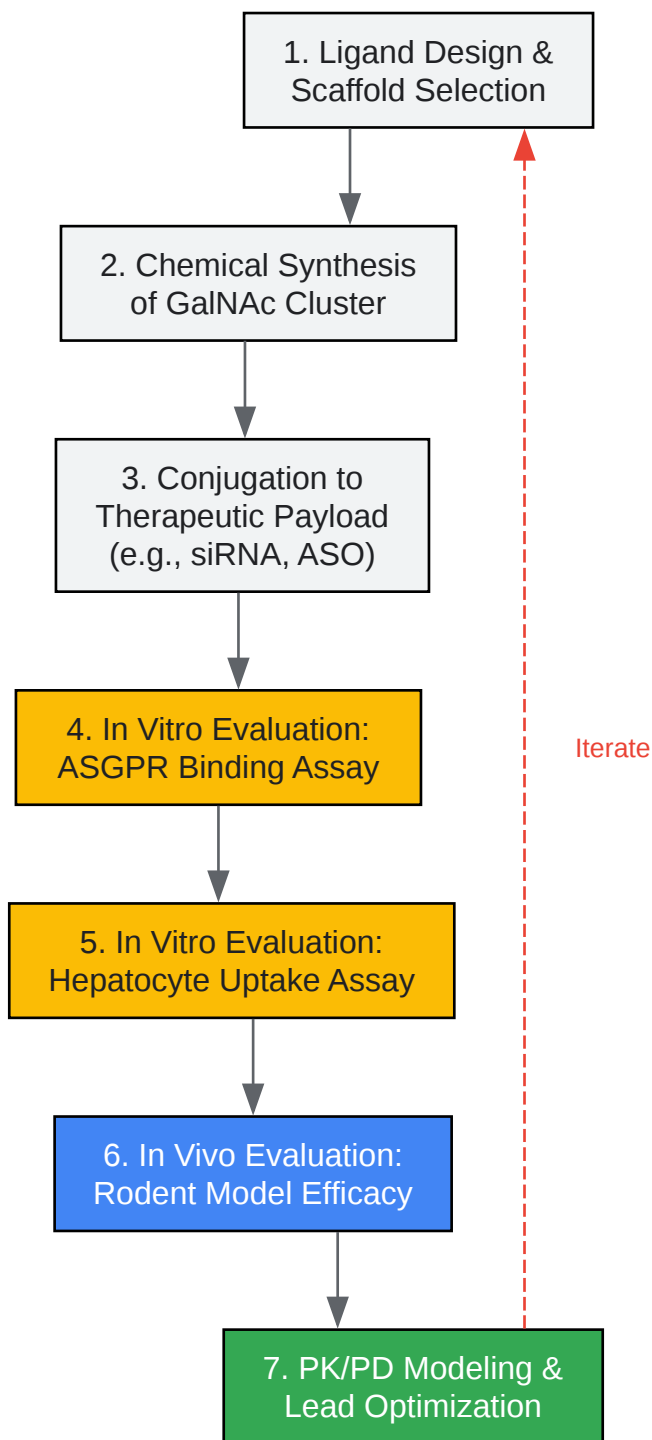 1. Ligand Design &
Scaffold Selection
2. Chemical Synthesis
of GalNAc Cluster
3. Conjugation to
Therapeutic Payload
(e.g., siRNA, ASO)
4. In Vitro Evaluation:
ASGPR Binding Assay
Iterate
5. In Vitro Evaluation:
Hepatocyte Uptake Assay
6. In Vivo Evaluation:
Rodent Model Efficacy
7. PK/PD Modeling &
Lead Optimization